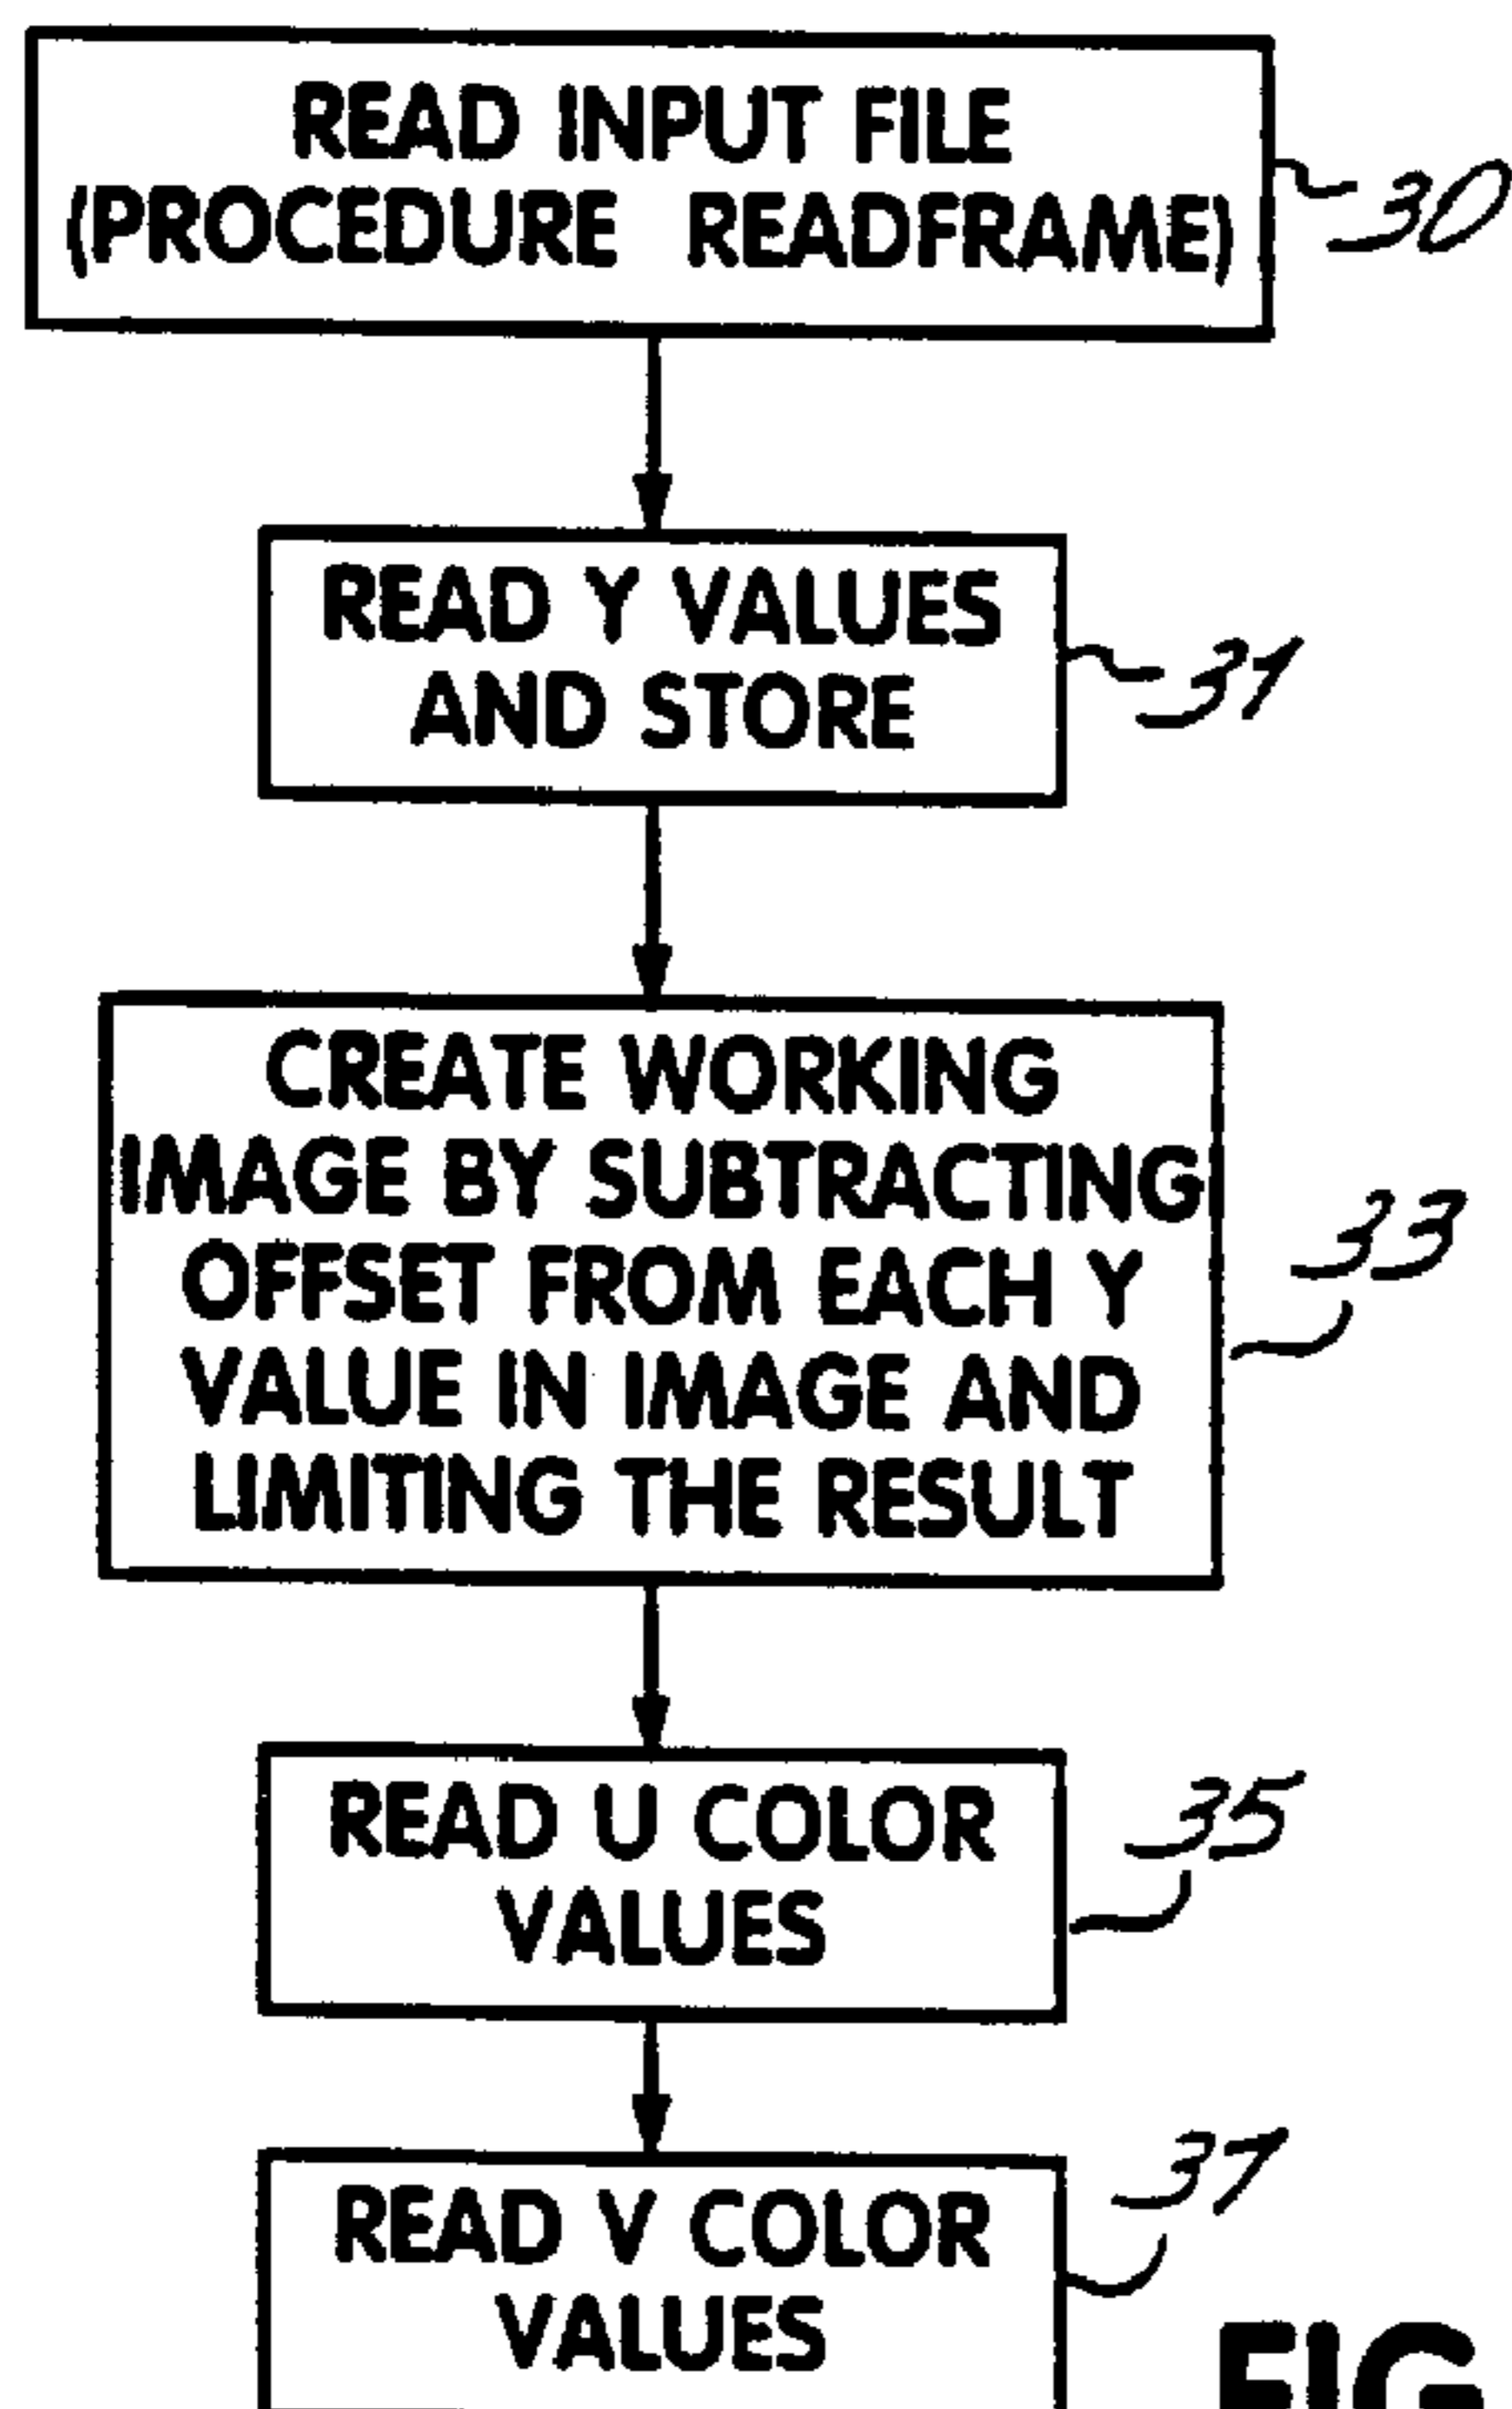 READ INPUT FILE
(PROCEDURE READFRAME)
30
READ Y VALUES
AND STORE
31
CREATE WORKING
IMAGE BY SUBTRACTING
OFFSET FROM EACH Y
VALUE IN IMAGE AND
LIMITING THE RESULT
33
READ U COLOR
VALUES
35
READ V COLOR
VALUES
37
FIG